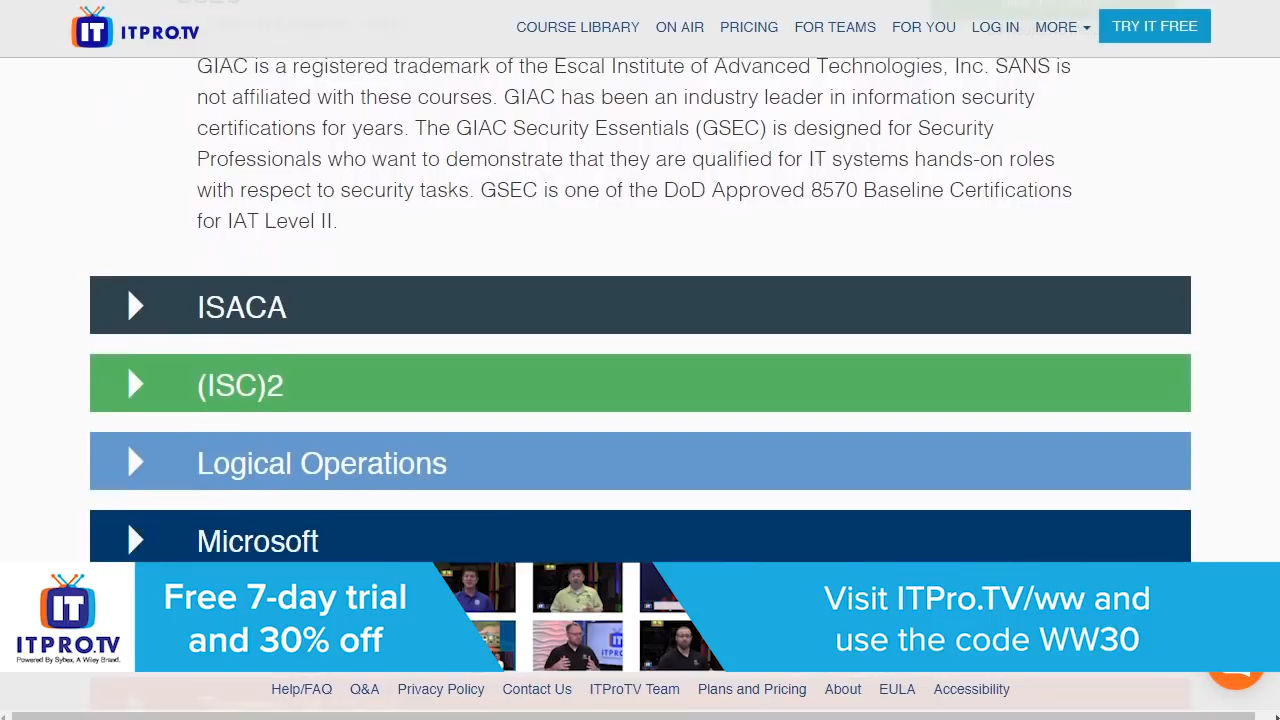 IT ITPRO.TV
COURSE LIBRARY ON AIR PRICING FOR TEAMS FOR YOU LOG IN MORE TRY IT FREE
GIAC is a registered trademark of the Escal Institute of Advanced Technologies, Inc. SANS is
not affiliated with these courses. GIAC has been an industry leader in information security
certifications for years. The GIAC Security Essentials (GSEC) is designed for Security
Professionals who want to demonstrate that they are qualified for IT systems hands-on roles
with respect to security tasks. GSEC is one of the DoD Approved 8570 Baseline Certifications
for IAT Level II.
ISACA
(ISC)2
Logical Operations
Microsoft
IT
ITPRO.TV
Powered By Sybex, A Wiley Brand.
Free 7-day trial
and 30% off
Visit ITPro.TV/ww and
use the code WW30
Help/FAQ Q&A Privacy Policy Contact Us ITProTV Team Plans and Pricing About EULA Accessibility